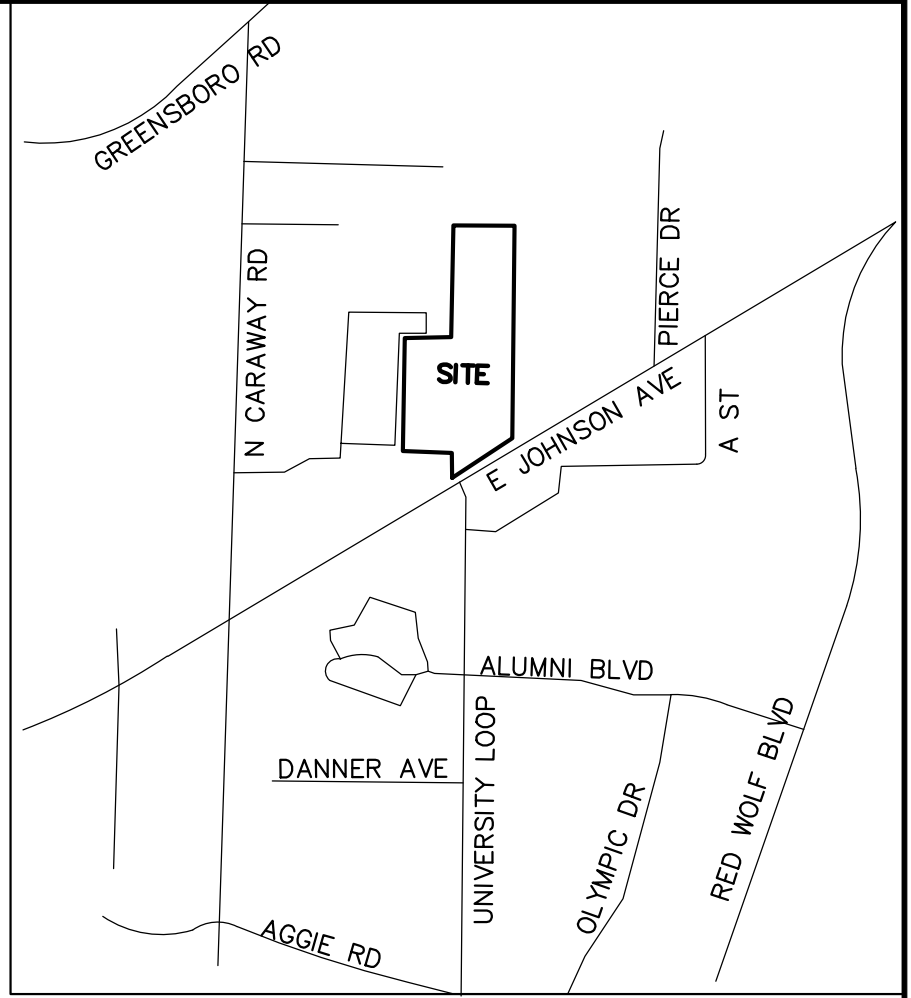 GREENSBORO RD
N CARAWAY RD
PIERCE DR
SITE
E JOHNSON AVE
A ST
ALUMNI BLVD
UNIVERSITY LOOP
DANNER AVE
OLYMPIC DR
RED WOLF BLVD
AGGIE RD